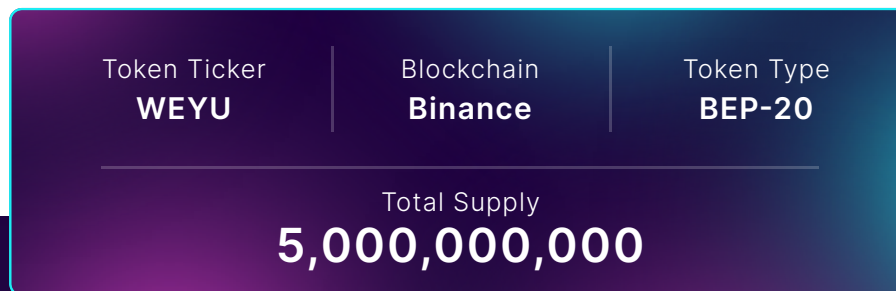 Token Ticker
WEYU
Blockchain
Binance
Token Type
BEP-20
Total Supply
5,000,000,000